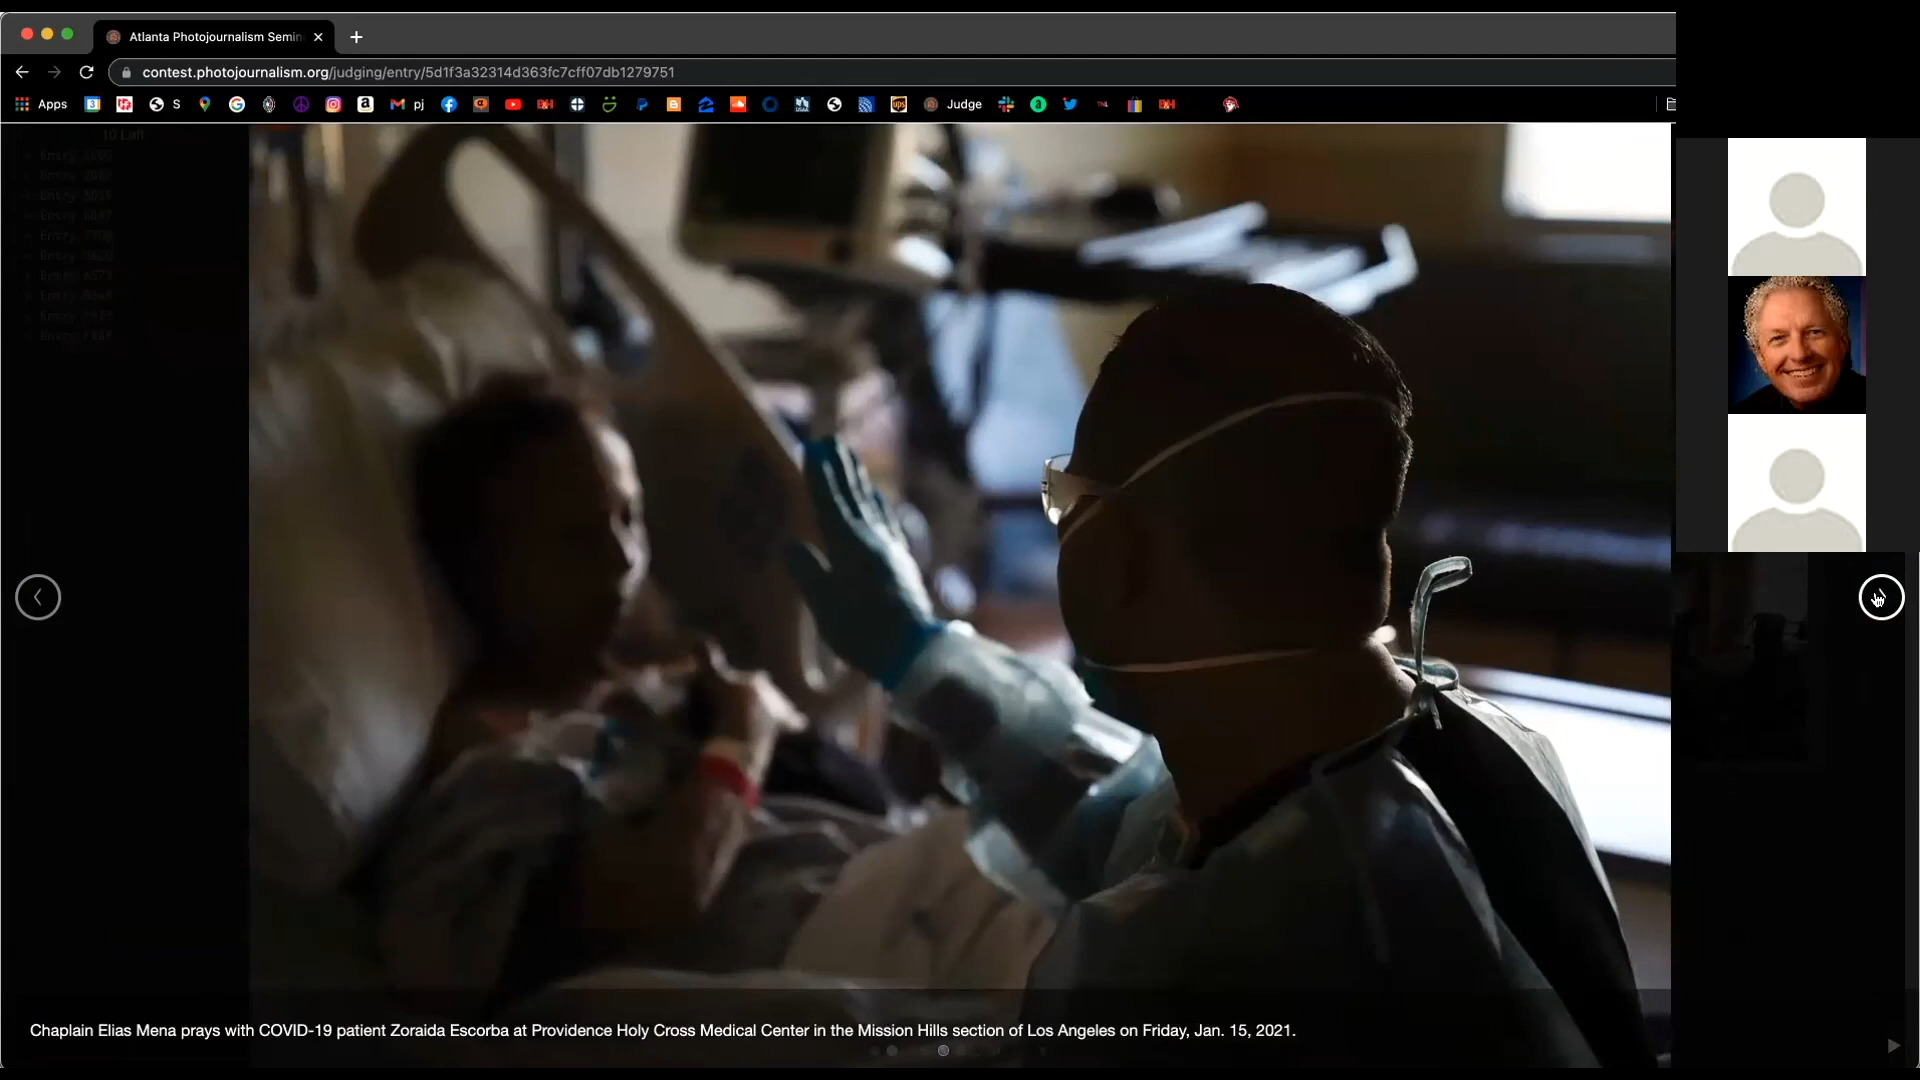 Atlanta Photojournalism Semin
contest.photojournalism.org/judging/entry/5d1f3a32314d363fc7cff07db1279751
Apps
S
pj
Judge
10 Left
Chaplain Elias Mena prays with COVID-19 patient Zoraida Escorba at Providence Holy Cross Medical Center in the Mission Hills section of Los Angeles on Friday, Jan. 15, 2021.